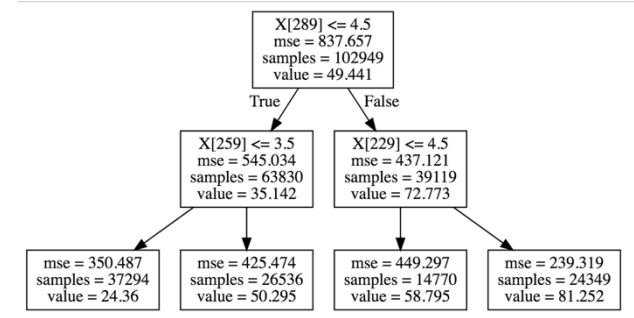 X[289] <= 4.5
mse = 837.657
samples = 102949
value = 49.441
True
False
X[259] <= 3.5
mse = 545.034
samples = 63830
value = 35.142
X[229] <= 4.5
mse = 437.121
samples = 39119
value = 72.773
mse = 350.487
samples = 37294
value = 24.36
mse = 425.474
samples = 26536
value = 50.295
mse = 449.297
samples = 14770
value = 58.795
mse = 239.319
samples = 24349
value = 81.252